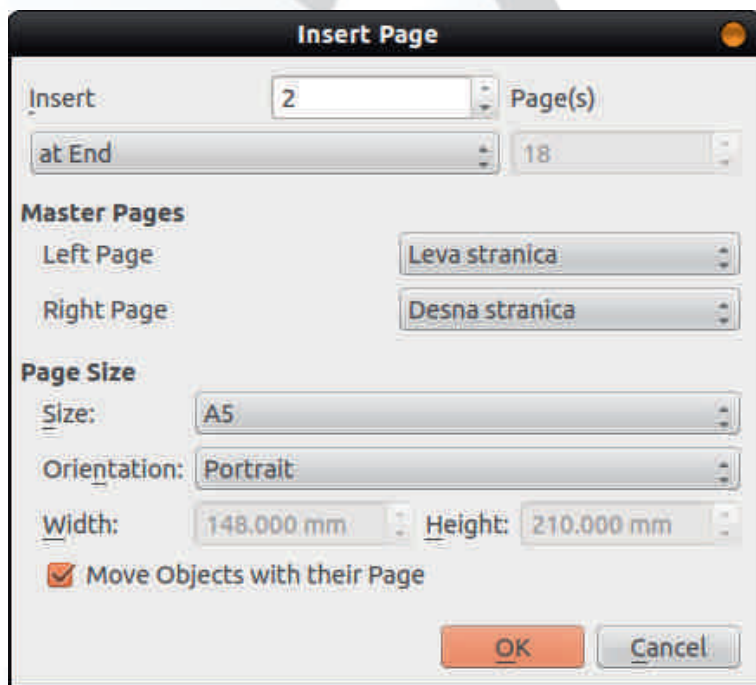 Insert Page
Insert 2 Page(s)
at End 18
Master Pages
Left Page Leva stranica
Right Page Desna stranica
Page Size
Size: A5
Orientation: Portrait
Width: 148.000 mm Height: 210.000 mm
Move Objects with their Page
OK Cancel